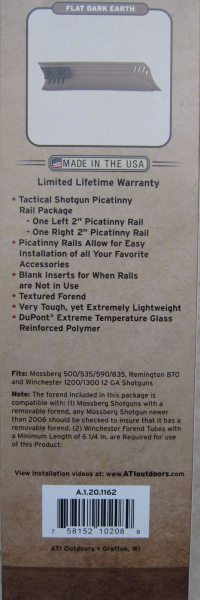 FLAT DARK EARTH
MADE IN THE USA
Limited Lifetime Warranty
• Tactical Shotgun Picatinny
Rail Package
- One Left 2" Picatinny Rail
- One Right 2" Picatinny Rail
• Picatinny Rails Allow for Easy
Installation of all Your Favorite
Accessories
• Blank Inserts for When Rails
are Not in Use
• Textured Forend
• Very Tough, yet Extremely Lightweight
• DuPont® Extreme Temperature Glass
Reinforced Polymer
Fits: Mossberg 500/535/590/835, Remington 870
and Winchester 1200/1300 12 GA Shotguns
Note: The forend included in this package is
compatible with: (1) Mossberg Shotguns with a
removable forend, any Mossberg Shotgun newer
than 2006 should be checked to insure that it has a
removable forend. (2) Winchester Forend Tubes with
a Minimum Length of 6 1/4 in. are Required for use
of this Product.
View installation videos at: www.ATIoutdoors.com
A.1.20.1162
7 58152 10208 0
ATI Outdoors • Grafton, WI